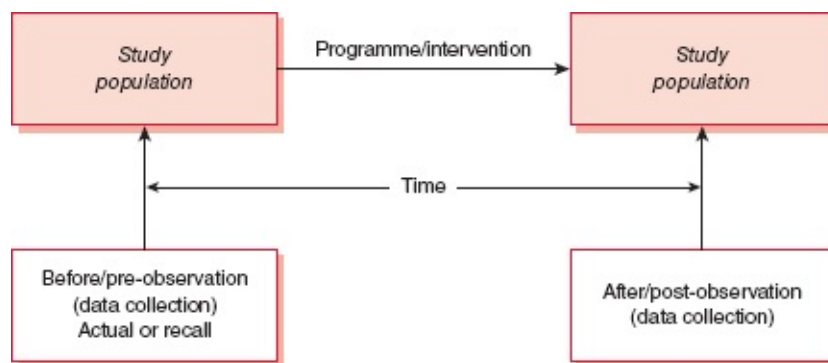 Study
population
Programme/intervention
Study
population
Time
Before/pre-observation
(data collection)
Actual or recall
After/post-observation
(data collection)